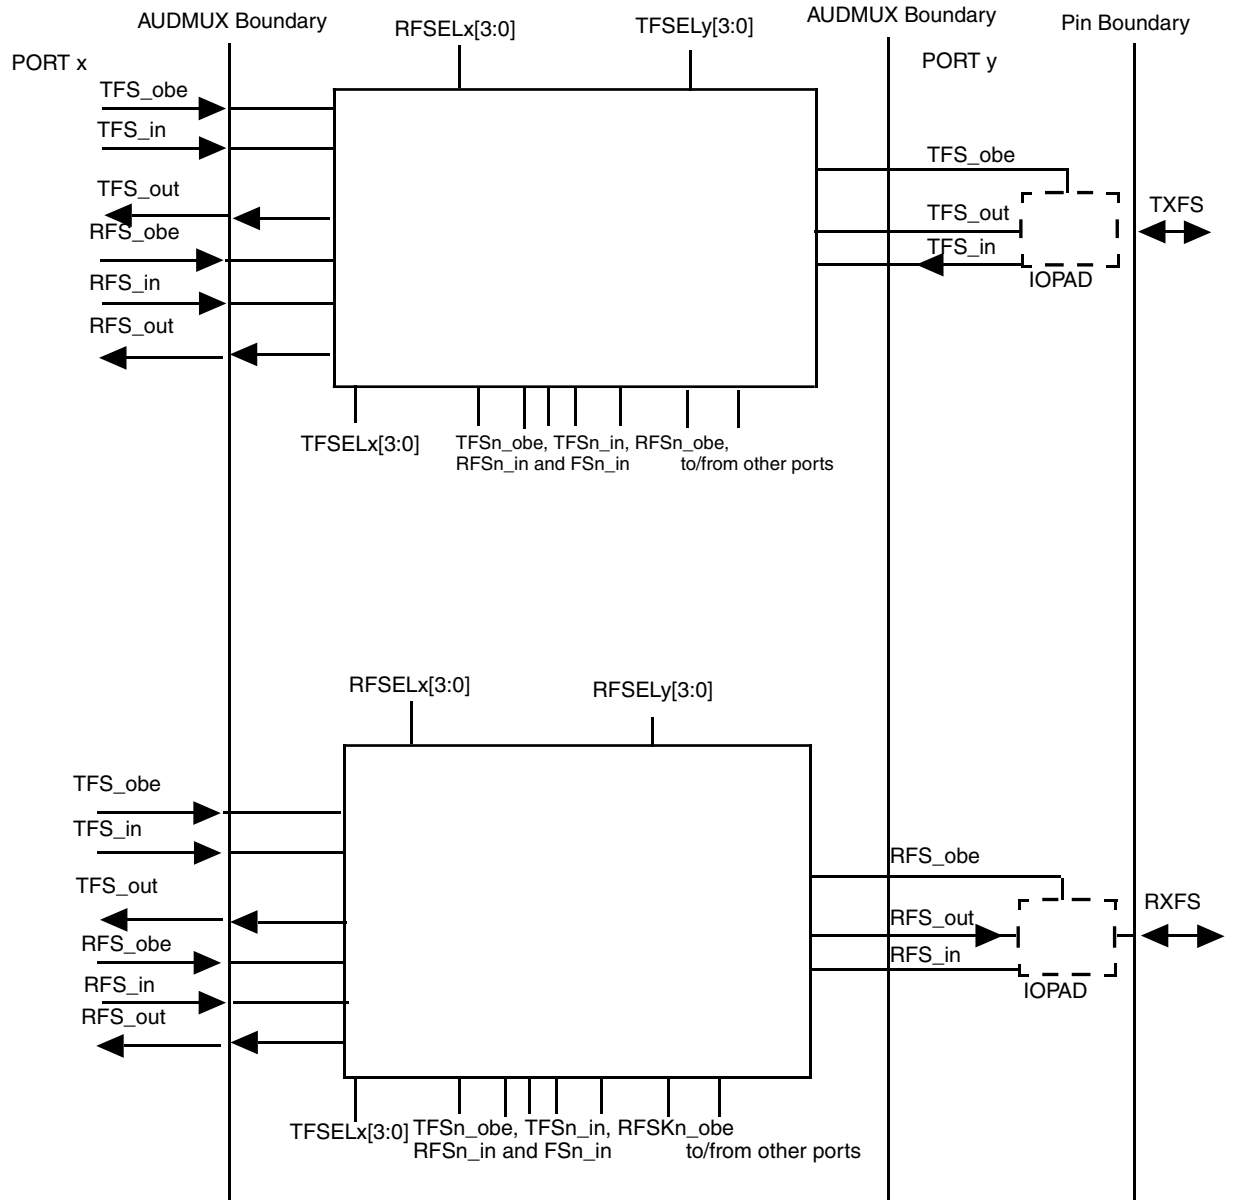 AUDMUX Boundary
RFSELx[3:0]
TFSELy[3:0]
AUDMUX Boundary
Pin Boundary
PORT x
PORT y
TFS_obe
TFS_in
TFS_out
RFS_obe
RFS_in
RFS_out
TFS_obe
TFS_out
TFS_in
TXFS
IOPAD
TFSELx[3:0]
TFSn_obe, TFSn_in, RFSn_obe,
RFSn_in and FSn_in to/from other ports
RFSELx[3:0]
RFSELy[3:0]
TFS_obe
TFS_in
TFS_out
RFS_obe
RFS_in
RFS_out
RFS_obe
RFS_out
RFS_in
RXFS
IOPAD
TFSELx[3:0]
TFSn_obe, TFSn_in, RFSKn_obe
RFSn_in and FSn_in to/from other ports